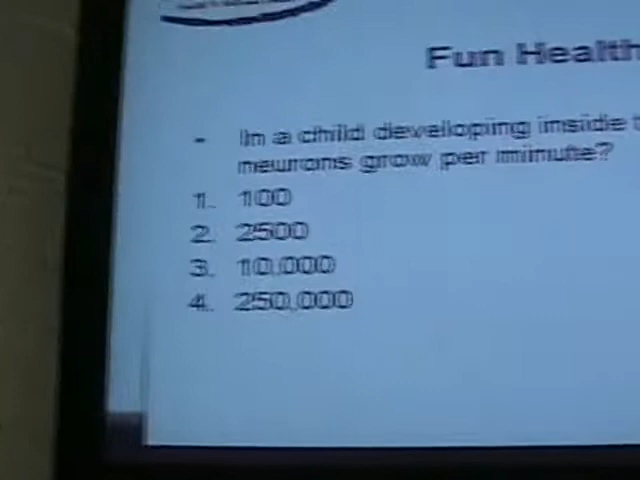 Fun Health
- In a child developing inside
neurons grow per minute?
1. 100
2. 2500
3. 10,000
4. 250,000